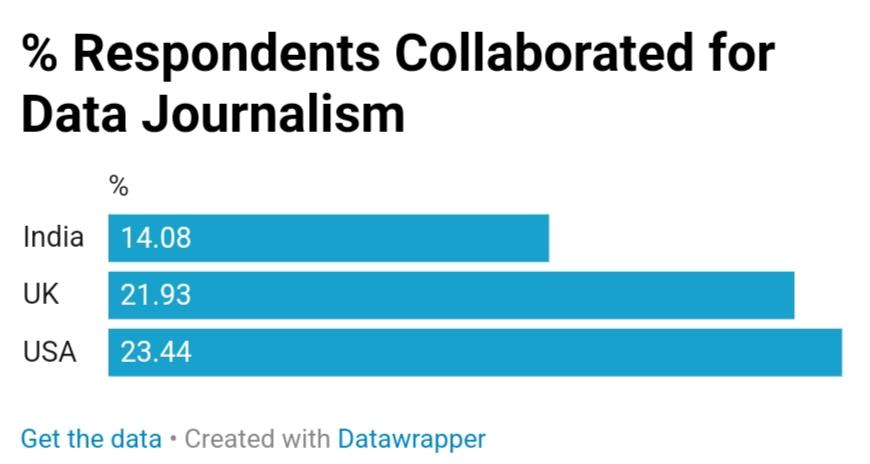 % Respondents Collaborated for
Data Journalism
%
India 14.08
UK 21.93
USA 23.44
Get the data • Created with Datawrapper